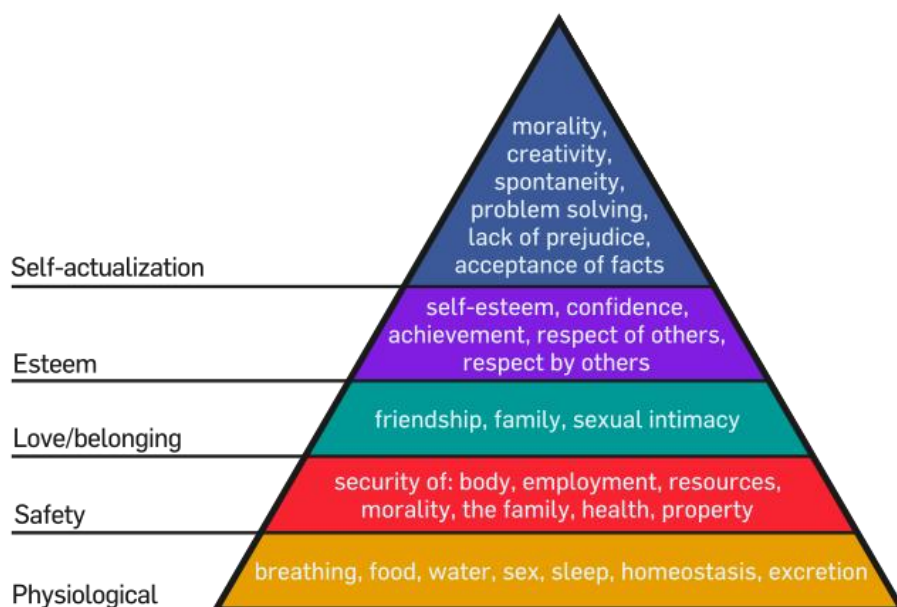 morality,
creativity,
spontaneity,
problem solving,
lack of prejudice,
acceptance of facts
Self-actualization
self-esteem, confidence,
achievement, respect of others,
respect by others
Esteem
friendship, family, sexual intimacy
Love/belonging
security of: body, employment, resources,
morality, the family, health, property
Safety
breathing, food, water, sex, sleep, homeostasis, excretion
Physiological